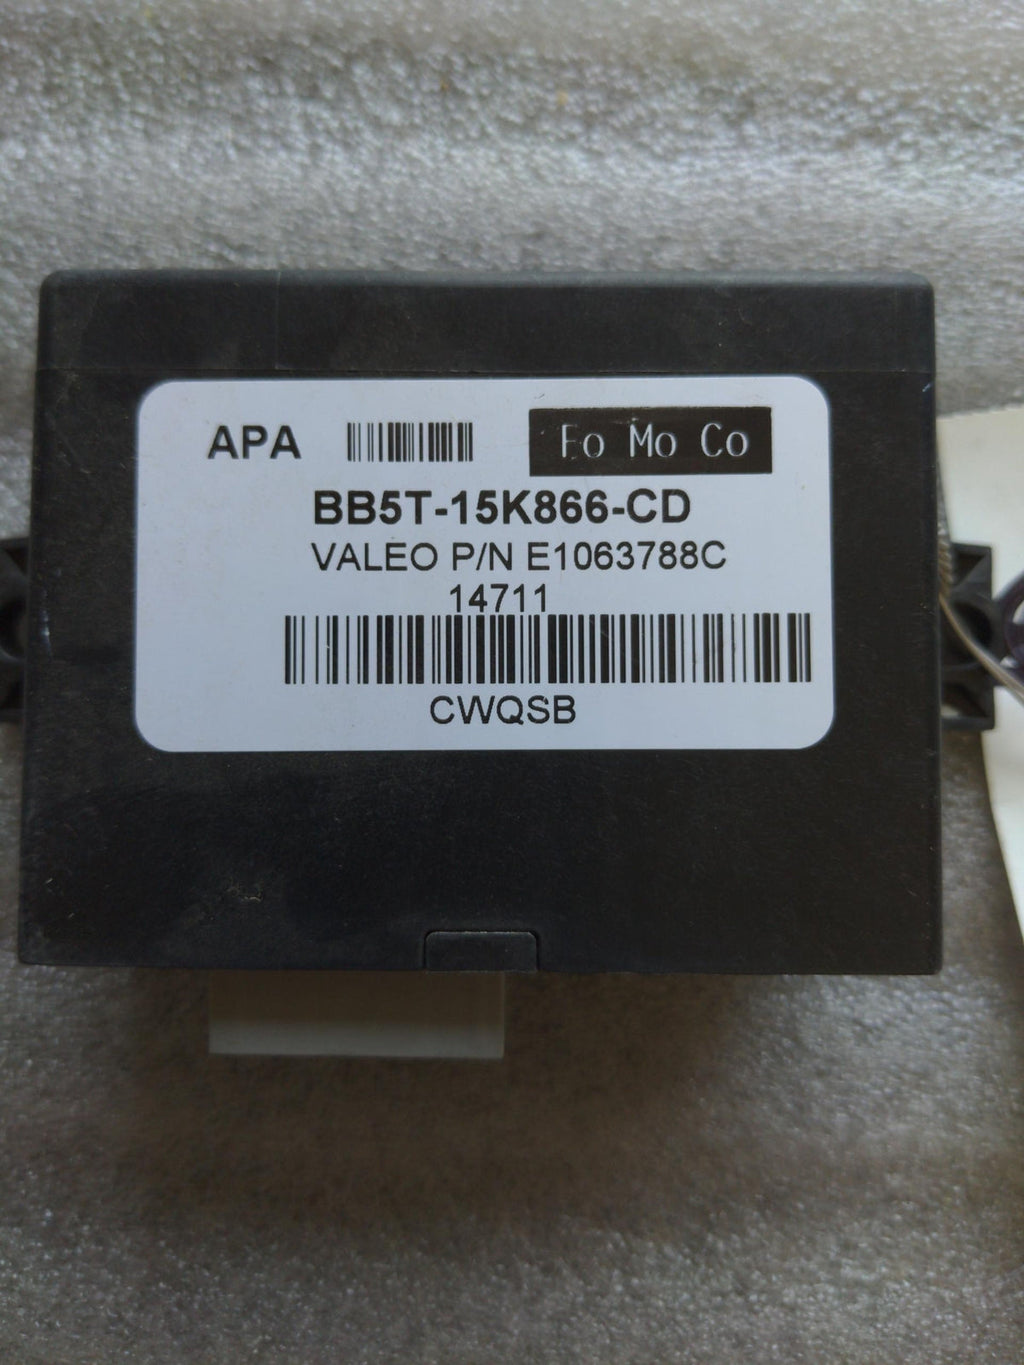 APA Fo Mo Co
BB5T-15K866-CD
VALEO P/N E1063788C
14711
CWQSB